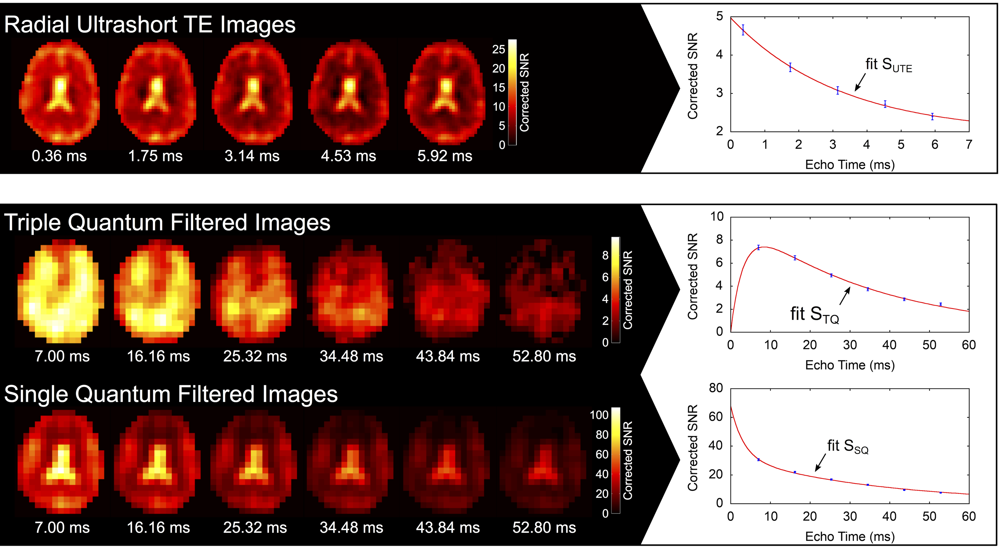 Radial Ultrashort TE Images
0.36 ms 1.75 ms 3.14 ms 4.53 ms 5.92 ms
25
20
15
10
5
0
Corrected SNR
5
4
3
2
Corrected SNR
fit SUTE
0 1 2 3 4 5 6 7
Echo Time (ms)
Triple Quantum Filtered Images
7.00 ms 16.16 ms 25.32 ms 34.48 ms 43.84 ms 52.80 ms
8
6
4
2
0
Corrected SNR
10
8
6
4
2
0
Corrected SNR
fit STQ
0 10 20 30 40 50 60
Echo Time (ms)
Single Quantum Filtered Images
7.00 ms 16.16 ms 25.32 ms 34.48 ms 43.84 ms 52.80 ms
100
80
60
40
20
0
Corrected SNR
80
60
40
20
0
Corrected SNR
fit SSQ
0 10 20 30 40 50 60
Echo Time (ms)